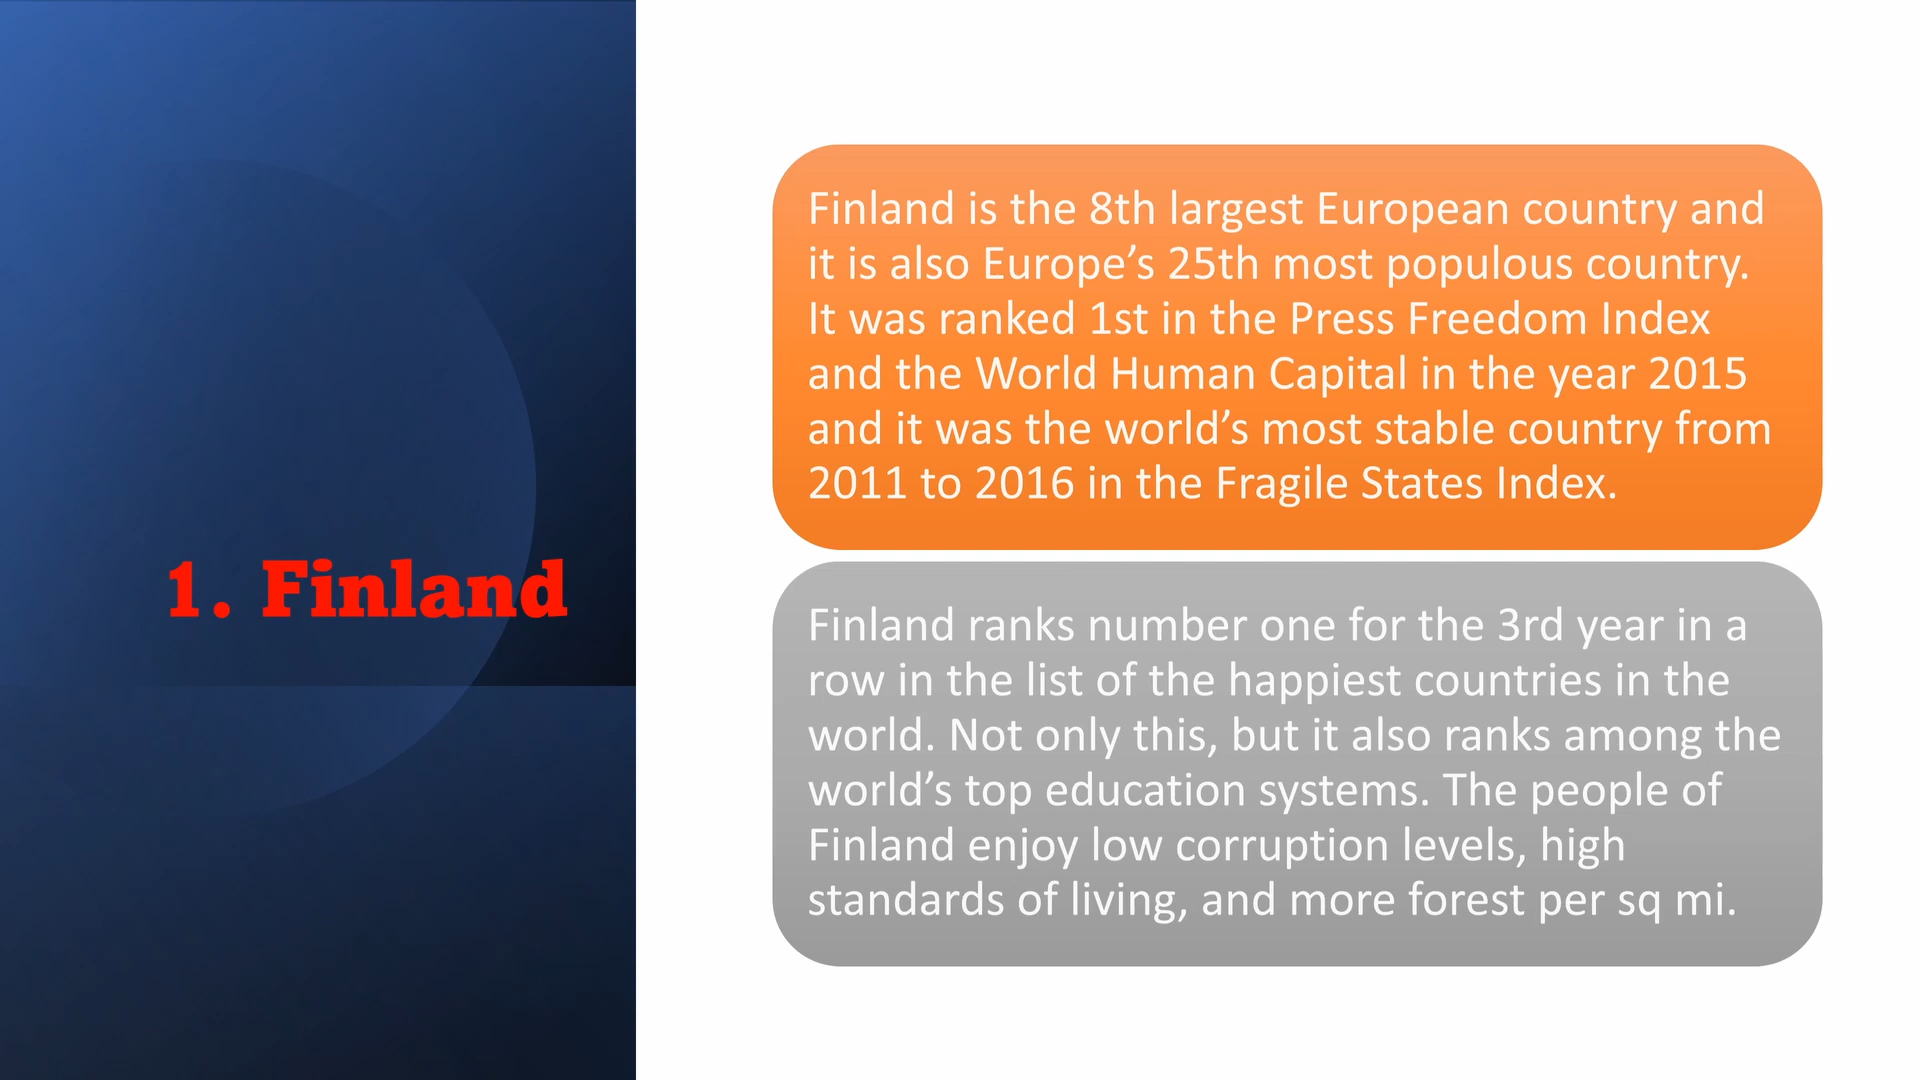 1. Finland
Finland is the 8th largest European country and
it is also Europe’s 25th most populous country.
It was ranked 1st in the Press Freedom Index
and the World Human Capital in the year 2015
and it was the world’s most stable country from
2011 to 2016 in the Fragile States Index.
Finland ranks number one for the 3rd year in a
row in the list of the happiest countries in the
world. Not only this, but it also ranks among the
world’s top education systems. The people of
Finland enjoy low corruption levels, high
standards of living, and more forest per sq mi.